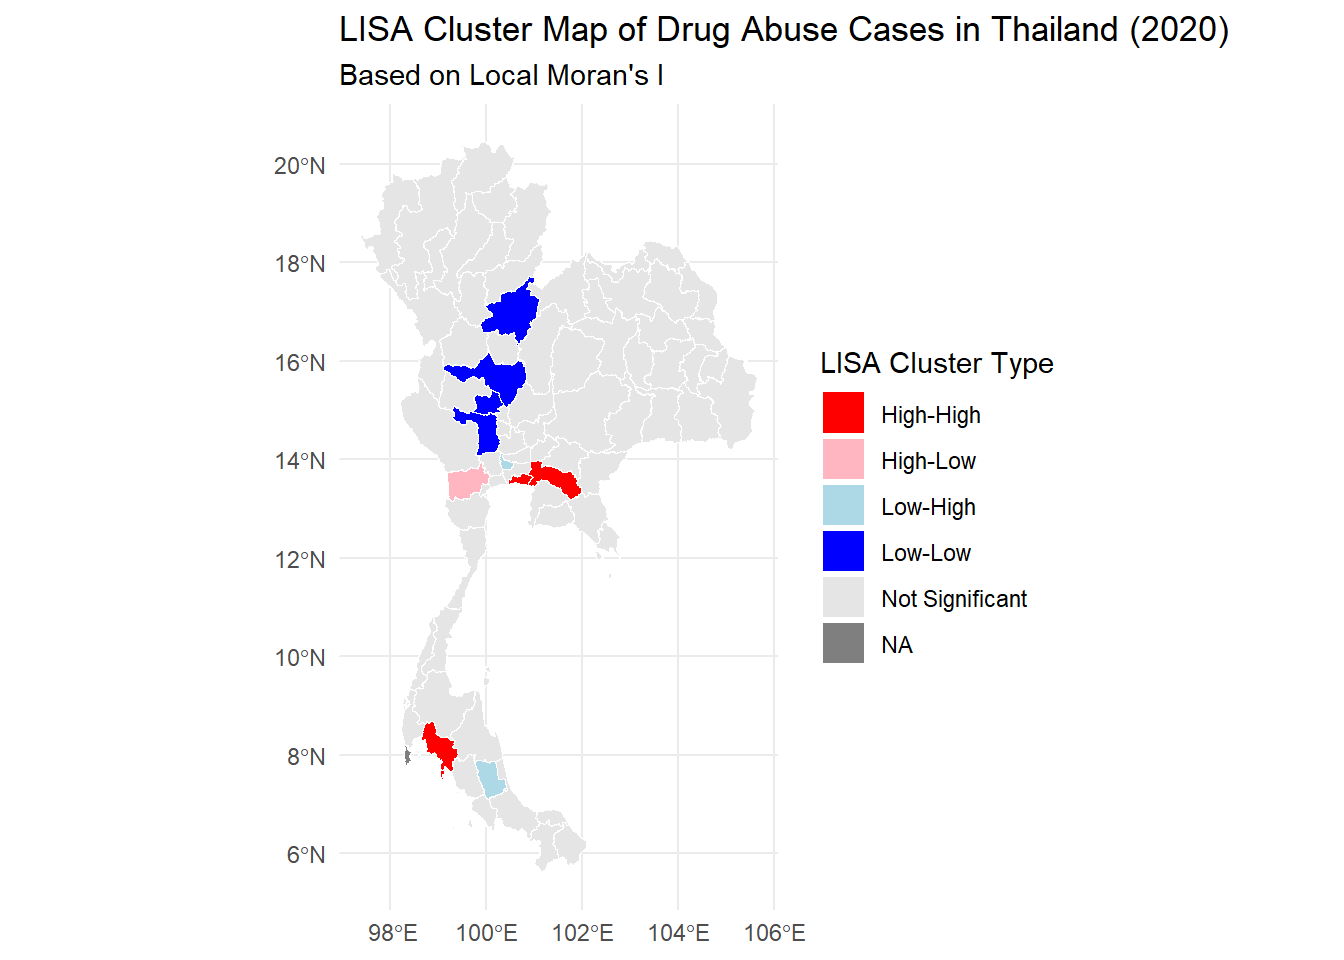 LISA Cluster Map of Drug Abuse Cases in Thailand (2020)
Based on Local Moran's I
20°N
18°N
16°N
14°N
12°N
10°N
8°N
6°N
98°E 100°E 102°E 104°E 106°E
LISA Cluster Type
High-High
High-Low
Low-High
Low-Low
Not Significant
NA